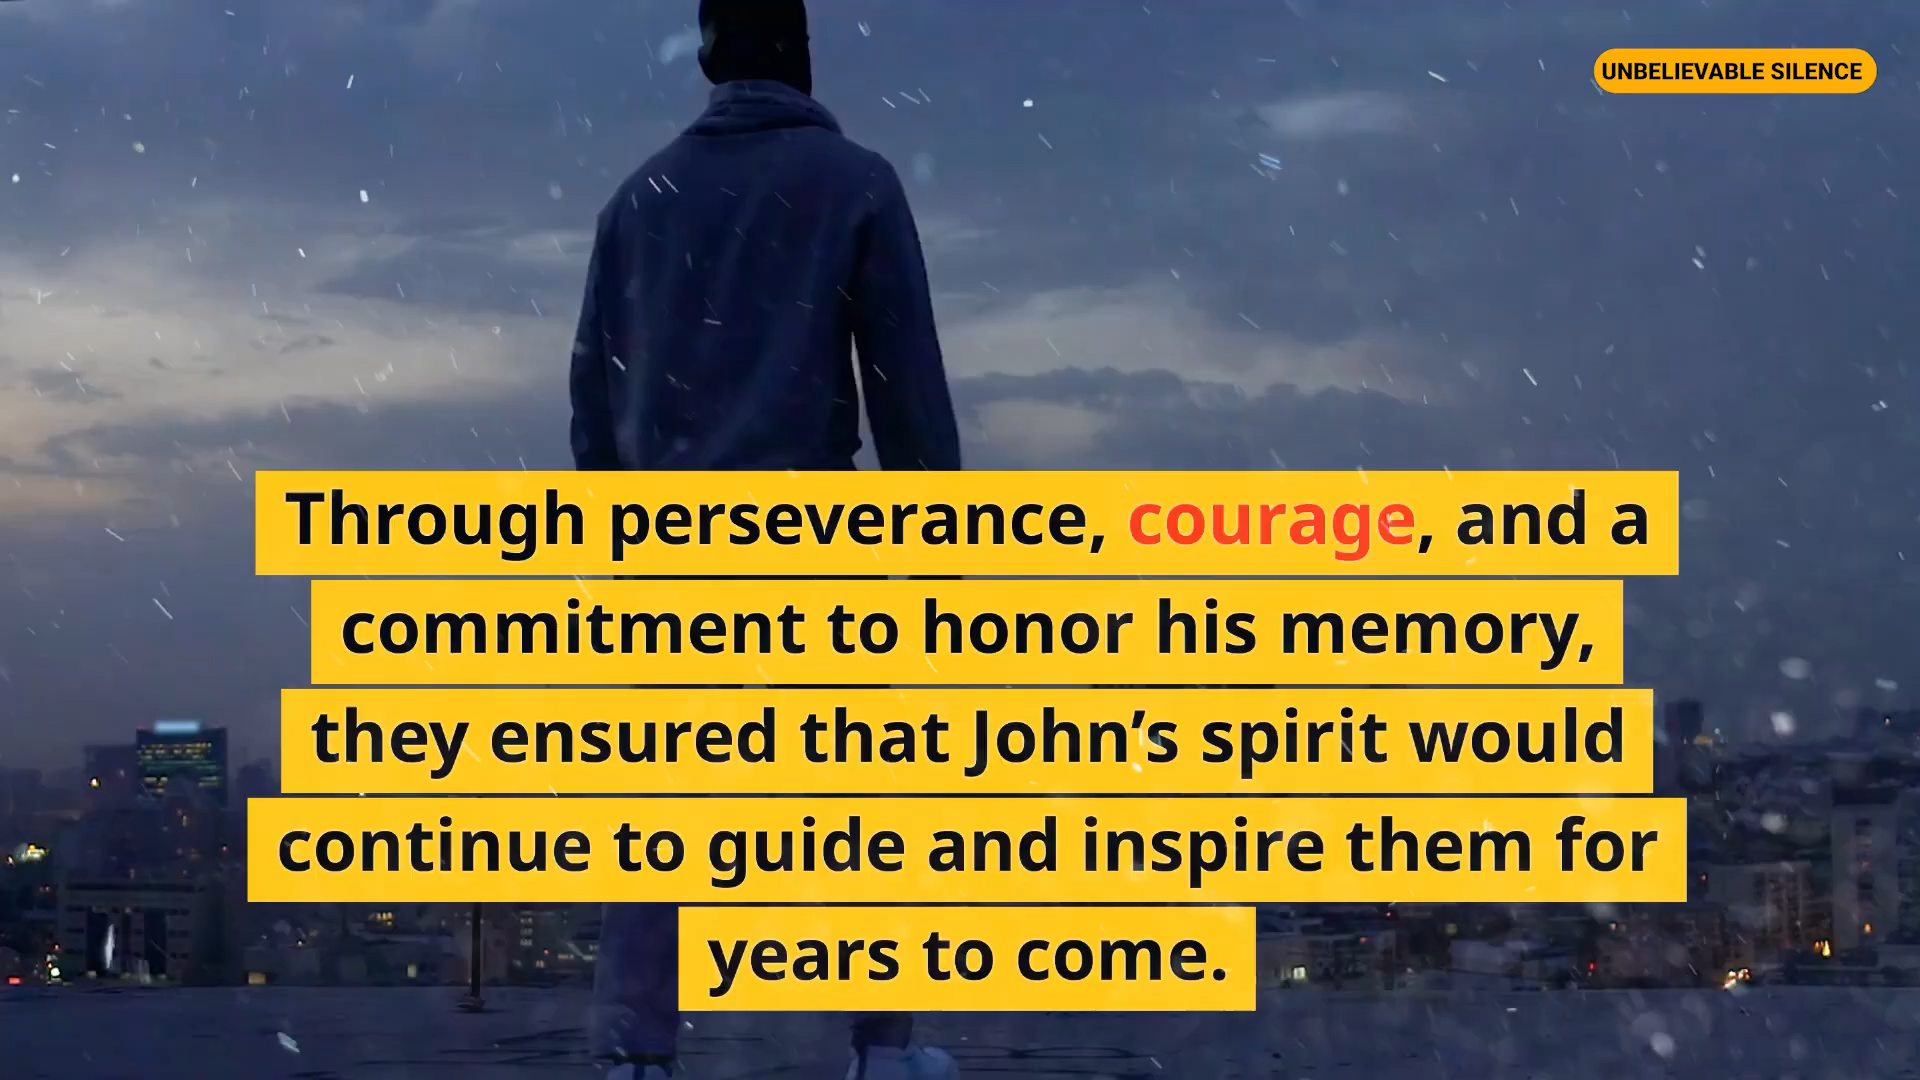 UNBELIEVABLE SILENCE
Through perseverance, courage, and a
commitment to honor his memory,
they ensured that John’s spirit would
continue to guide and inspire them for
years to come.